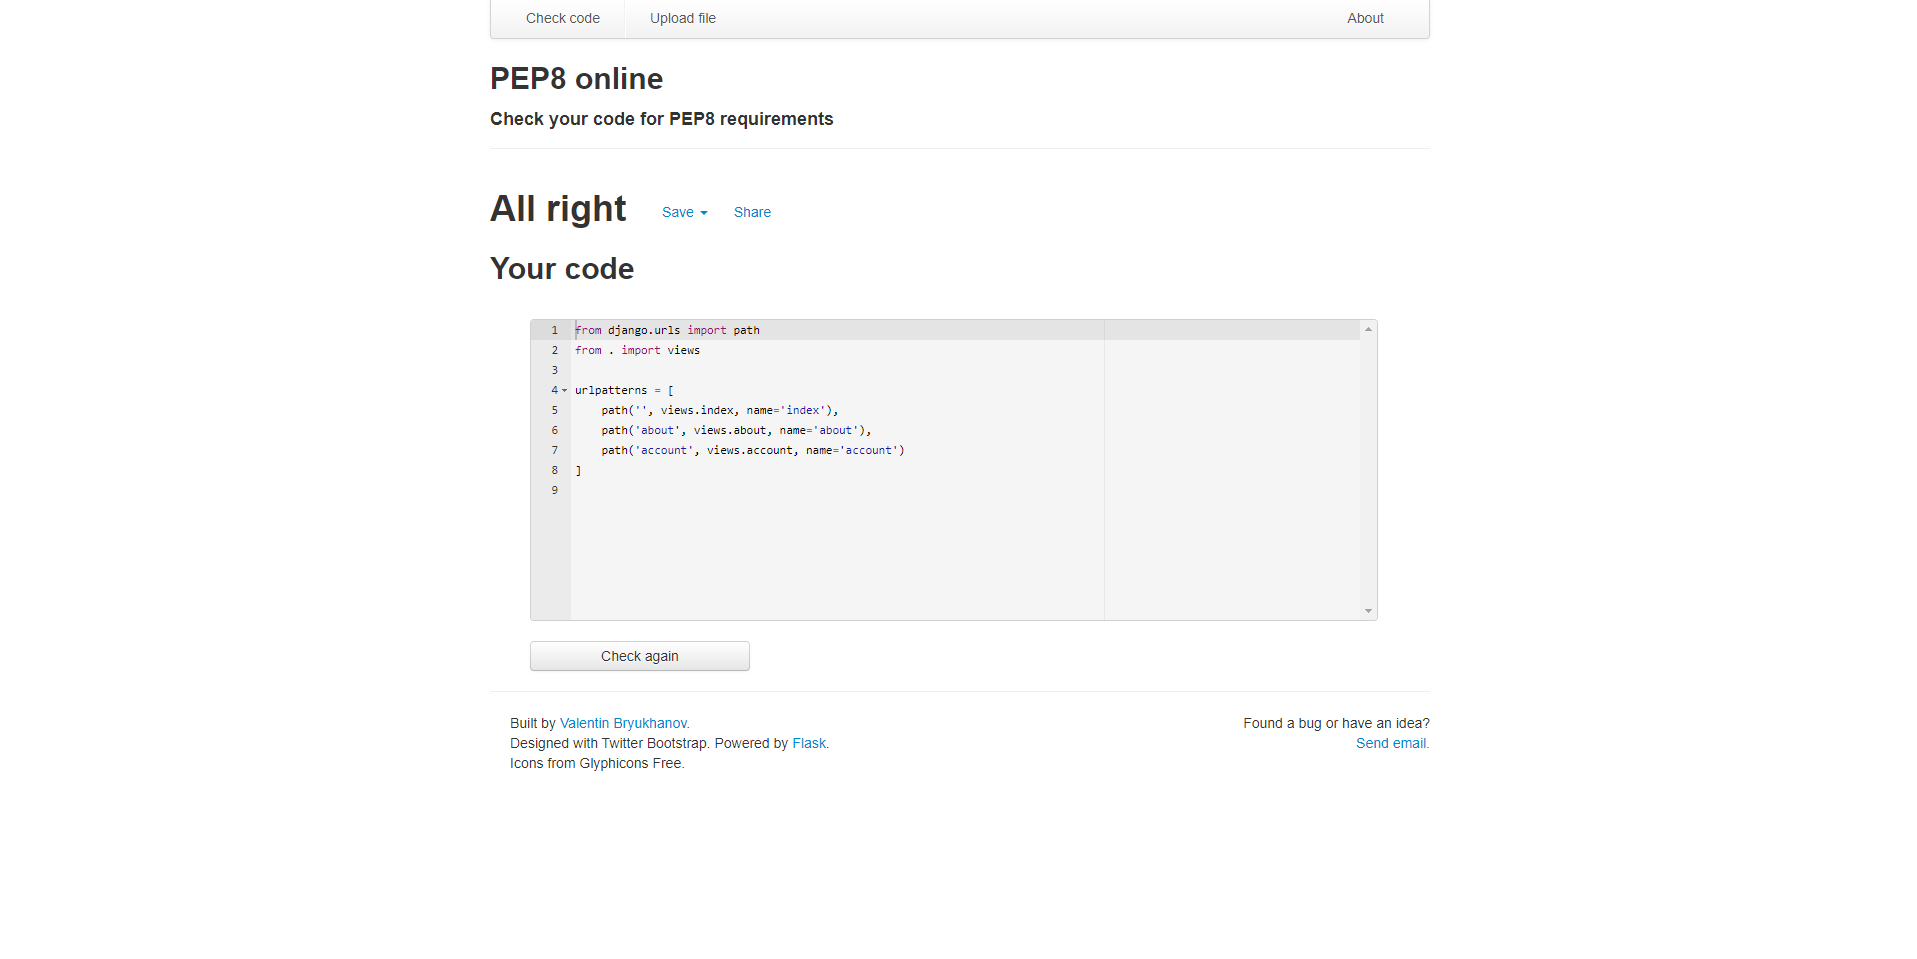 Check code Upload file About
PEP8 online
Check your code for PEP8 requirements
All right Save Share
Your code
1 from django.urls import path
2 from . import views
3
4 urlpatterns = [
5     path('', views.index, name='index'),
6     path('about', views.about, name='about'),
7     path('account', views.account, name='account')
8 ]
9
Check again
Built by Valentin Bryukhanov. Found a bug or have an idea?
Designed with Twitter Bootstrap. Powered by Flask. Send email.
Icons from Glyphicons Free.